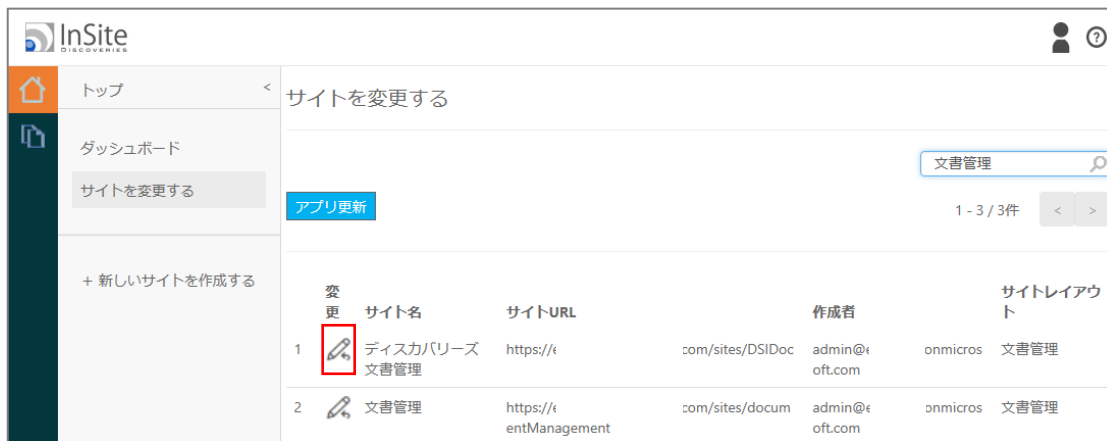 InSite
DISCOVERIES
トップ <
サイトを変更する
ダッシュボード
サイトを変更する
文書管理
アプリ更新
1 - 3 / 3件 < >
+ 新しいサイトを作成する
変更 サイト名 サイトURL 作成者 サイトレイアウト
1 ディスカバリーズ https:// com/sites/DSIDoc admin@ onmicros 文書管理
文書管理 oft.com
2 文書管理 https:// com/sites/docum admin@ onmicros 文書管理
entManagement oft.com